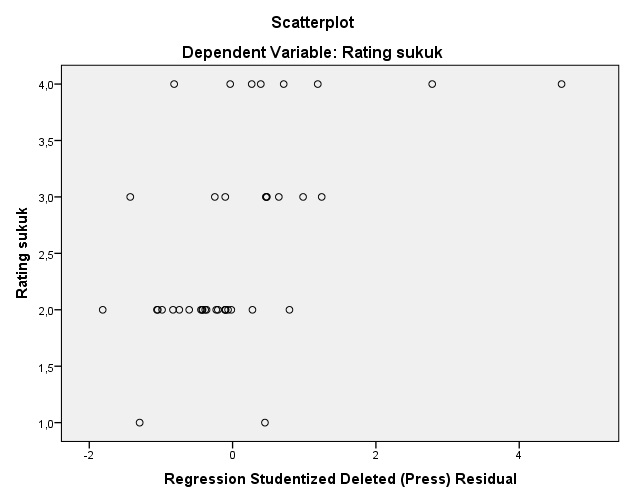 Scatterplot
Dependent Variable: Rating sukuk
4,0
3,5
3,0
2,5
2,0
1,5
1,0
Rating sukuk
-2 0 2 4
Regression Studentized Deleted (Press) Residual